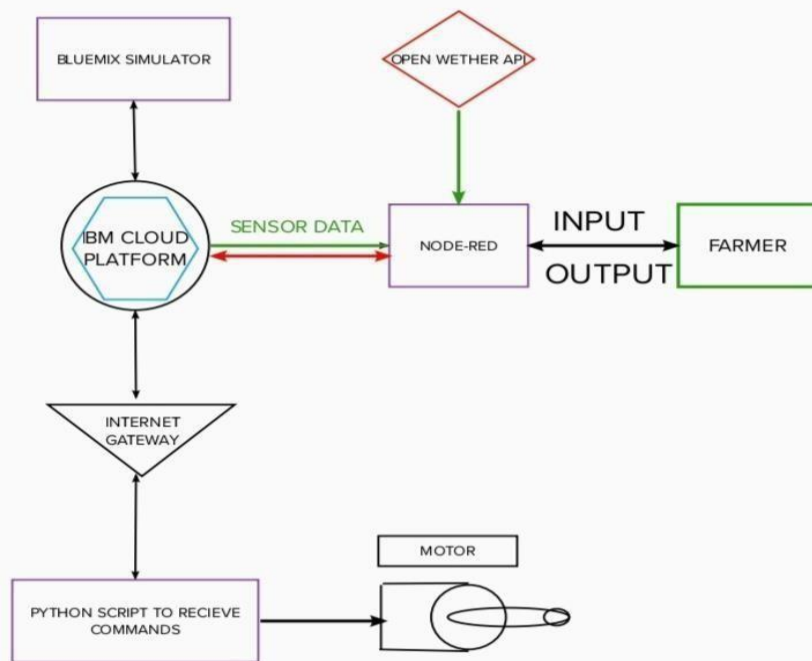 BLUEMIX SIMULATOR
OPEN WETHER API
IBM CLOUD
PLATFORM
SENSOR DATA
NODE-RED
INPUT
OUTPUT
FARMER
INTERNET
GATEWAY
MOTOR
PYTHON SCRIPT TO RECIEVE
COMMANDS